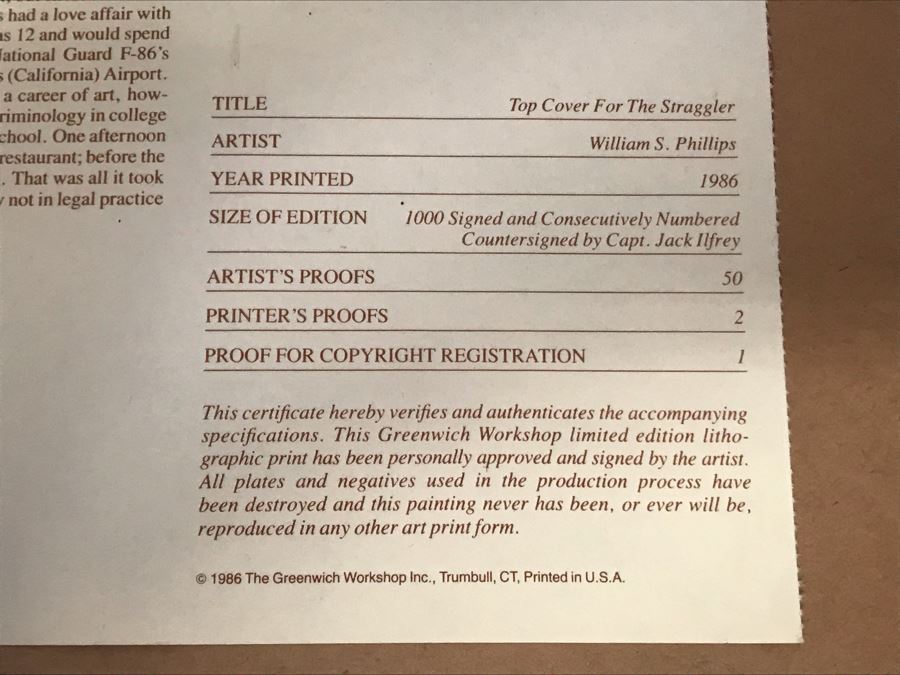 s had a love affair with
as 12 and would spend
National Guard F-86's
s (California) Airport.
a career of art, how-
riminology in college
chool. One afternoon
restaurant; before the
. That was all it took
not in legal practice
TITLE Top Cover For The Straggler
ARTIST William S. Phillips
YEAR PRINTED 1986
SIZE OF EDITION 1000 Signed and Consecutively Numbered
Countersigned by Capt. Jack Ilfrey
ARTIST'S PROOFS 50
PRINTER'S PROOFS 2
PROOF FOR COPYRIGHT REGISTRATION 1
This certificate hereby verifies and authenticates the accompanying
specifications. This Greenwich Workshop limited edition litho-
graphic print has been personally approved and signed by the artist.
All plates and negatives used in the production process have
been destroyed and this painting never has been, or ever will be,
reproduced in any other art print form.
© 1986 The Greenwich Workshop Inc., Trumbull, CT, Printed in U.S.A.